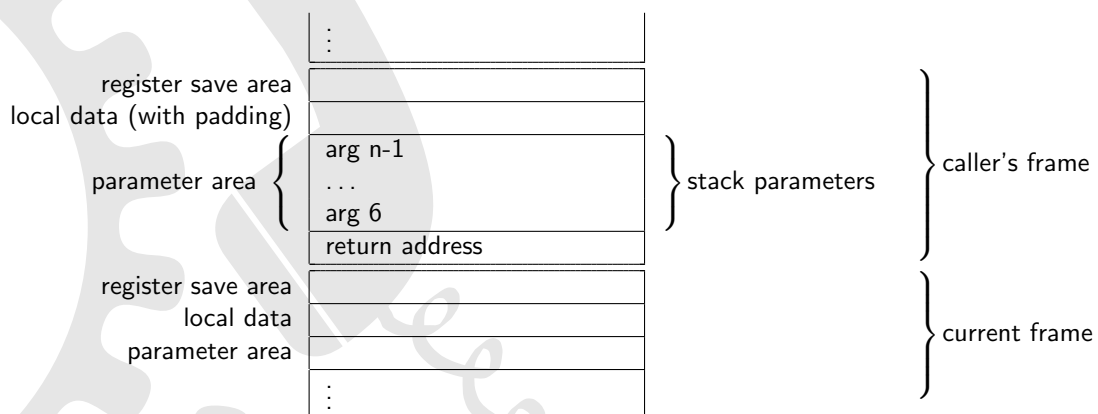 ⋮
register save area
local data (with padding)
arg n-1
parameter area
. . .
stack parameters
caller's frame
arg 6
return address
register save area
local data
parameter area
current frame
⋮